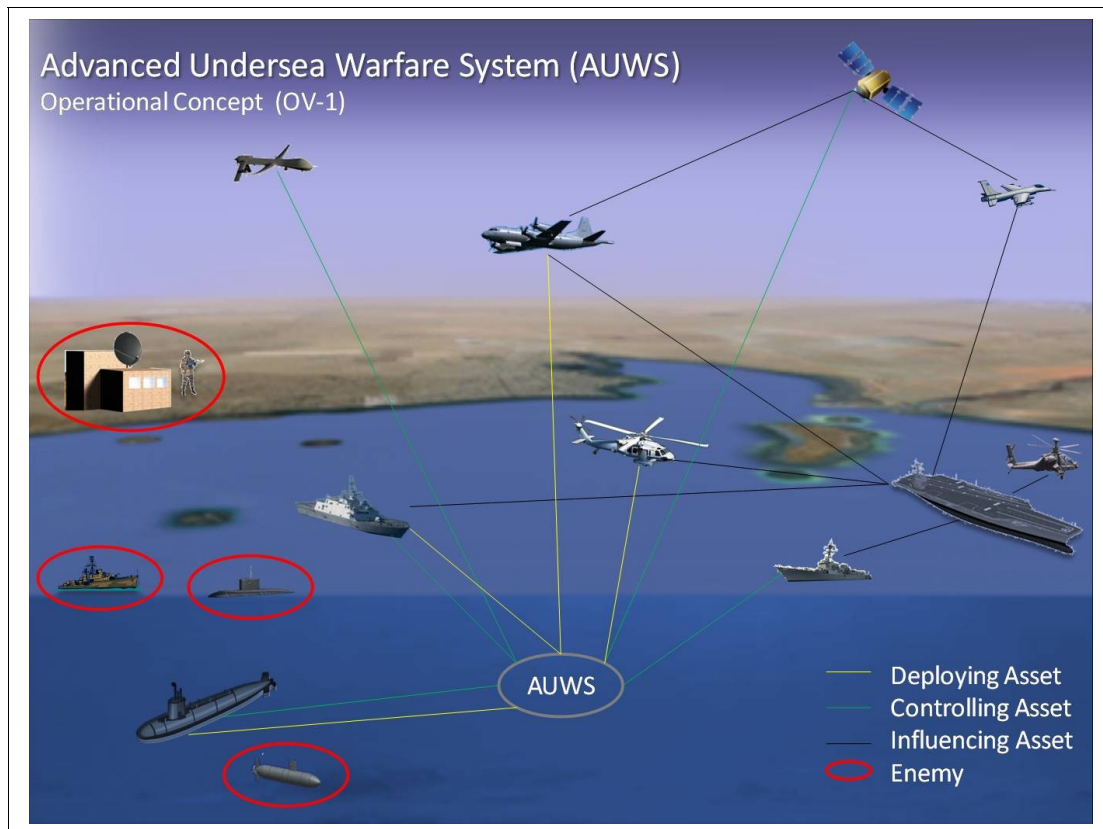 Advanced Undersea Warfare System (AUWS)
Operational Concept (OV-1)
AUWS
Deploying Asset
Controlling Asset
Influencing Asset
Enemy